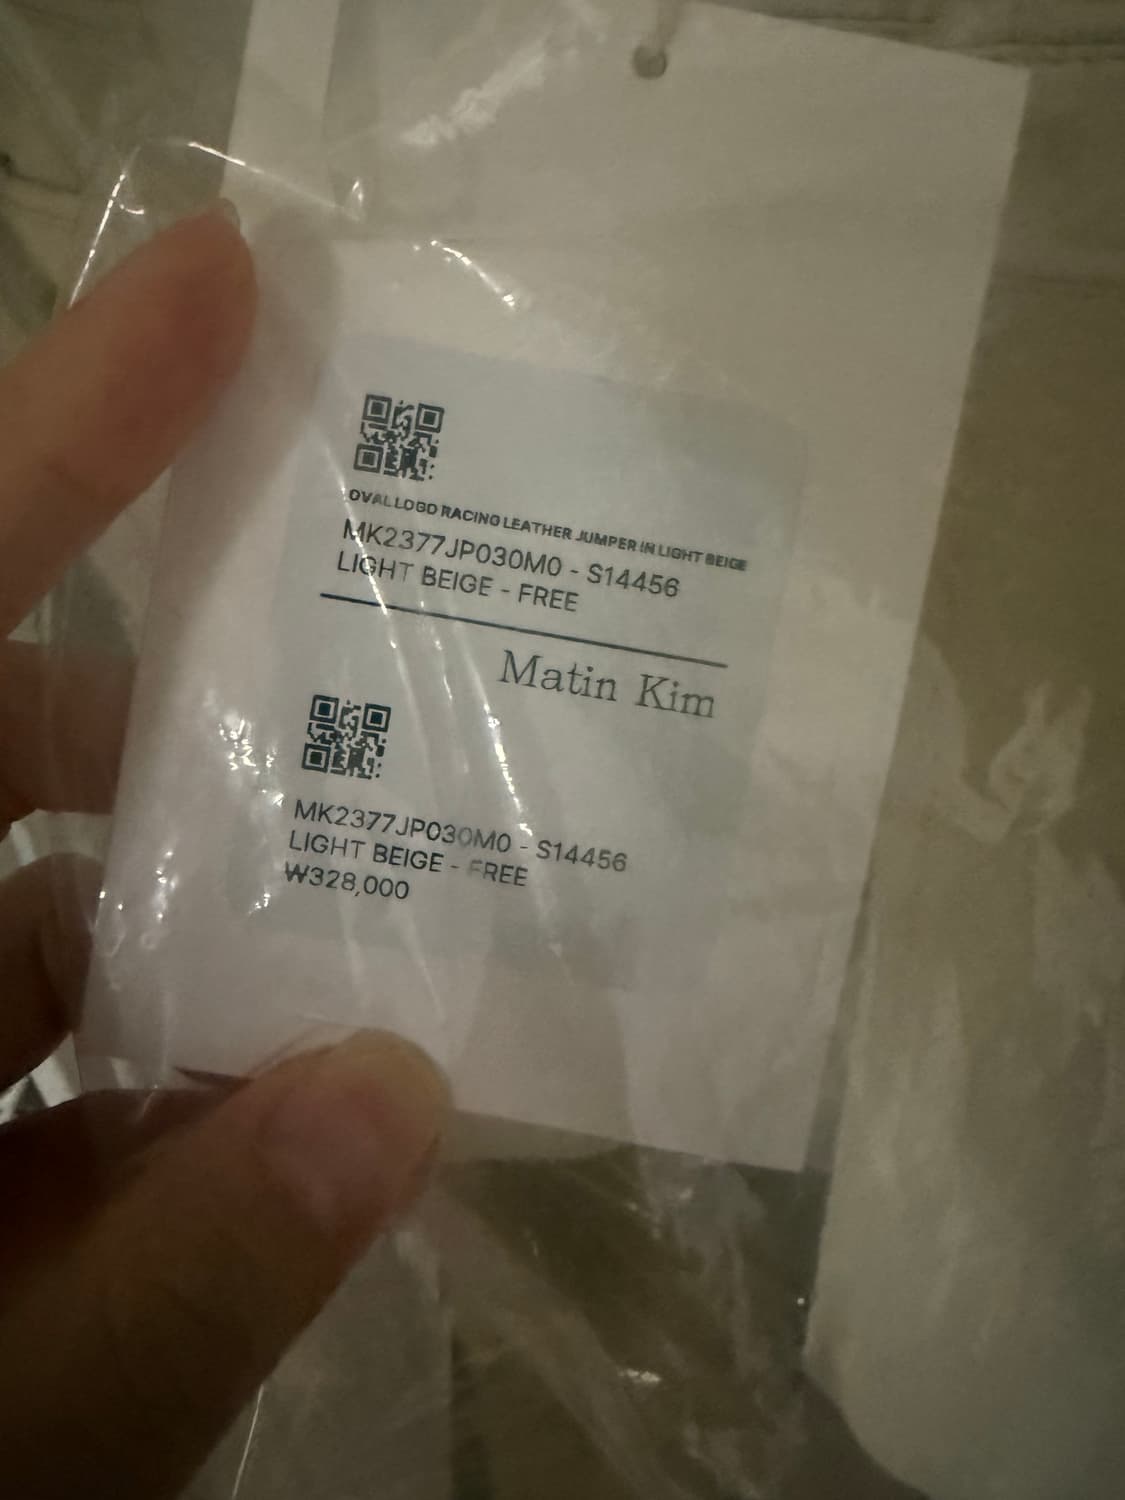 OVAL LOGO RACING LEATHER JUMPER IN LIGHT BEIGE
MK2377JP030M0 - S14456
LIGHT BEIGE - FREE
Matin Kim
MK2377JP030M0 - S14456
LIGHT BEIGE - FREE
₩328,000